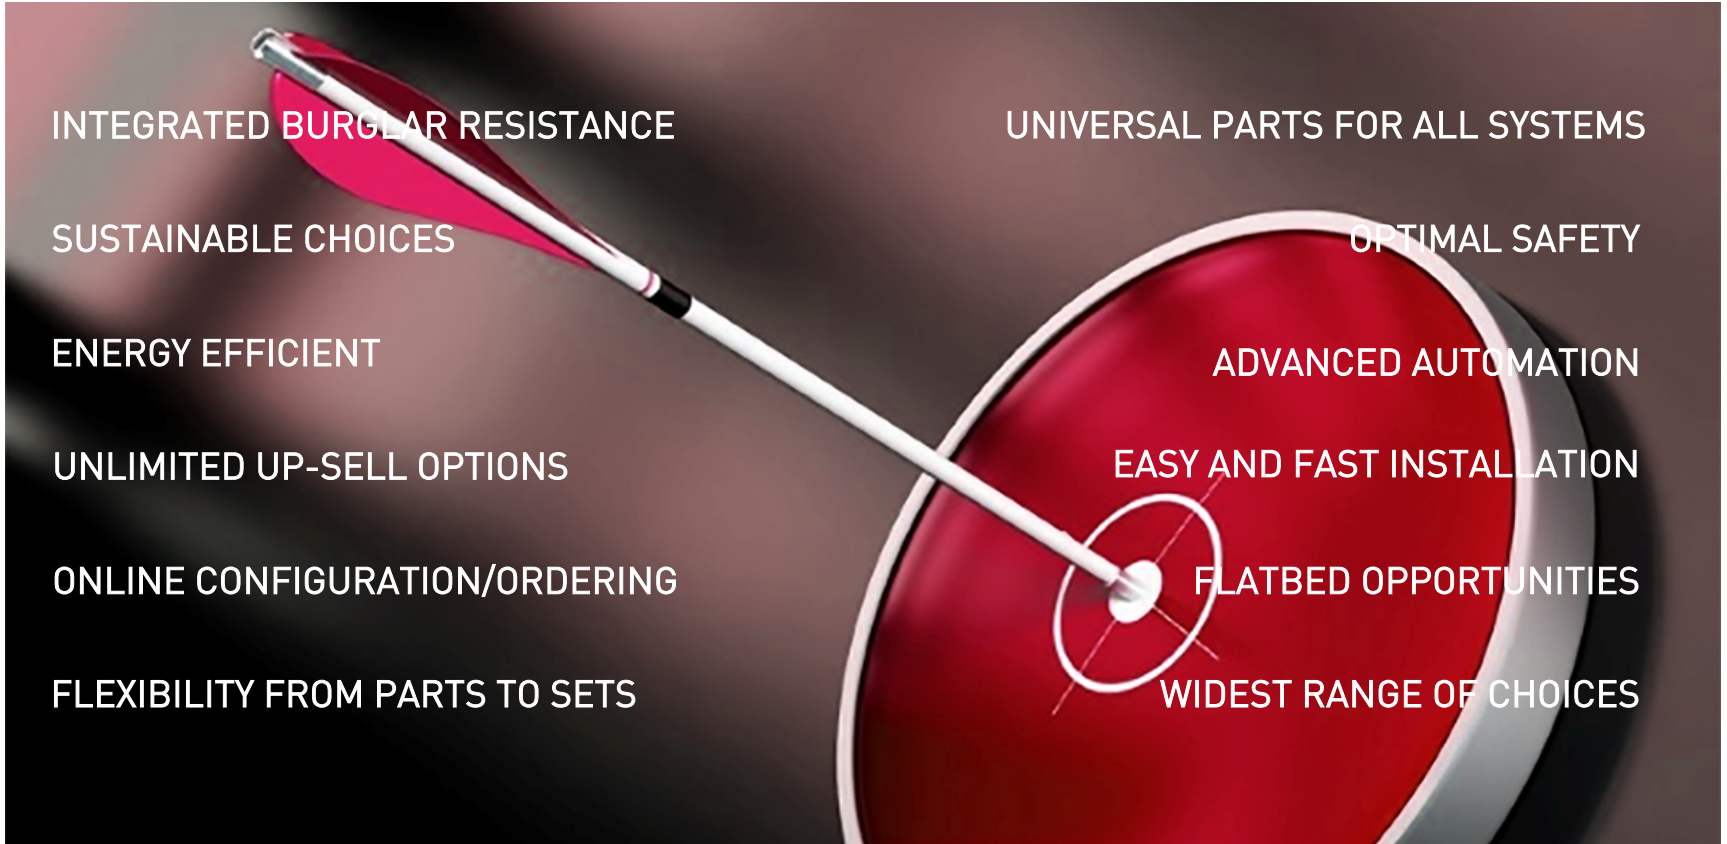 INTEGRATED BURGLAR RESISTANCE
SUSTAINABLE CHOICES
ENERGY EFFICIENT
UNLIMITED UP-SELL OPTIONS
ONLINE CONFIGURATION/ORDERING
FLEXIBILITY FROM PARTS TO SETS
UNIVERSAL PARTS FOR ALL SYSTEMS
OPTIMAL SAFETY
ADVANCED AUTOMATION
EASY AND FAST INSTALLATION
FLATBED OPPORTUNITIES
WIDEST RANGE OF CHOICES